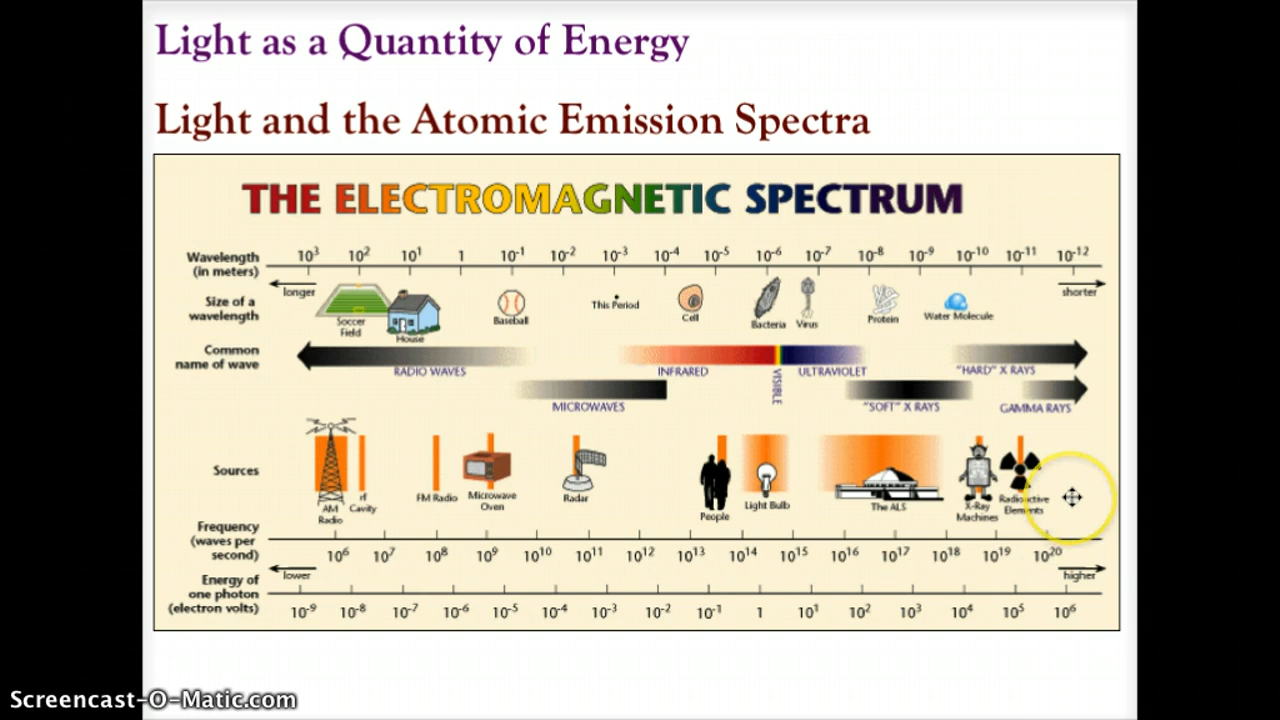 Light as a Quantity of Energy
Light and the Atomic Emission Spectra
THE ELECTROMAGNETIC SPECTRUM
Wavelength (in meters) 10³ 10² 10¹ 1 10⁻¹ 10⁻² 10⁻³ 10⁻⁴ 10⁻⁵ 10⁻⁶ 10⁻⁷ 10⁻⁸ 10⁻⁹ 10⁻¹⁰ 10⁻¹¹ 10⁻¹²
longer shorter
Size of a wavelength
Soccer Field
House
Baseball
This Period
Cell
Bacteria
Virus
Protein
Water Molecule
Common name of wave
RADIO WAVES
INFRARED
VISIBLE
ULTRAVIOLET
"HARD" X RAYS
MICROWAVES
"SOFT" X RAYS
GAMMA RAYS
Sources
AM Radio
rf Cavity
FM Radio
Microwave Oven
Radar
People
Light Bulb
The ALS
X-Ray Machines
Radioactive Elements
Frequency (waves per second) 10⁶ 10⁷ 10⁸ 10⁹ 10¹⁰ 10¹¹ 10¹² 10¹³ 10¹⁴ 10¹⁵ 10¹⁶ 10¹⁷ 10¹⁸ 10¹⁹ 10²⁰
lower higher
Energy of one photon (electron volts) 10⁻⁹ 10⁻⁸ 10⁻⁷ 10⁻⁶ 10⁻⁵ 10⁻⁴ 10⁻³ 10⁻² 10⁻¹ 1 10¹ 10² 10³ 10⁴ 10⁵ 10⁶
Screencast-O-Matic.com